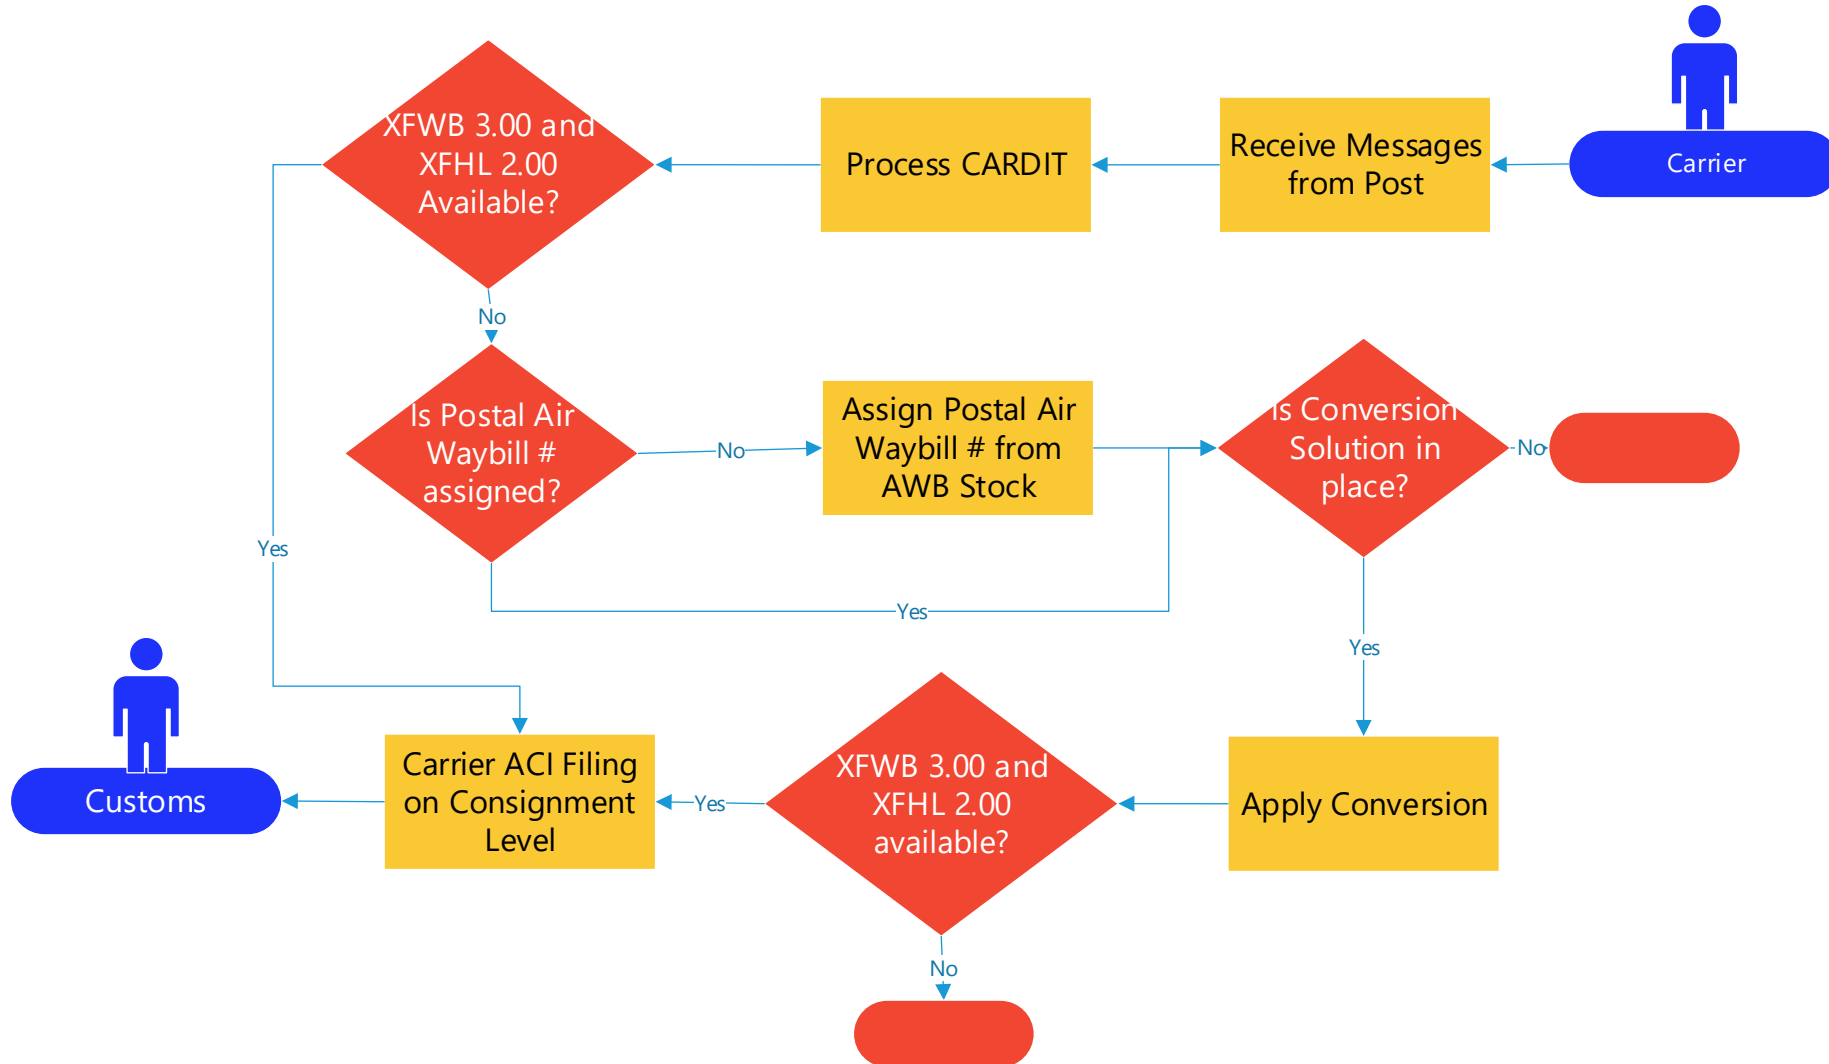 XFWB 3.00 and
XFHL 2.00
Available?
Process CARDIT
Receive Messages
from Post
Carrier
No
Is Postal Air
Waybill #
assigned?
No
Assign Postal Air
Waybill # from
AWB Stock
Is Conversion
Solution in
place?
No
Yes
Yes
Yes
Customs
Carrier ACI Filing
on Consignment
Level
Yes
XFWB 3.00 and
XFHL 2.00
available?
Apply Conversion
No